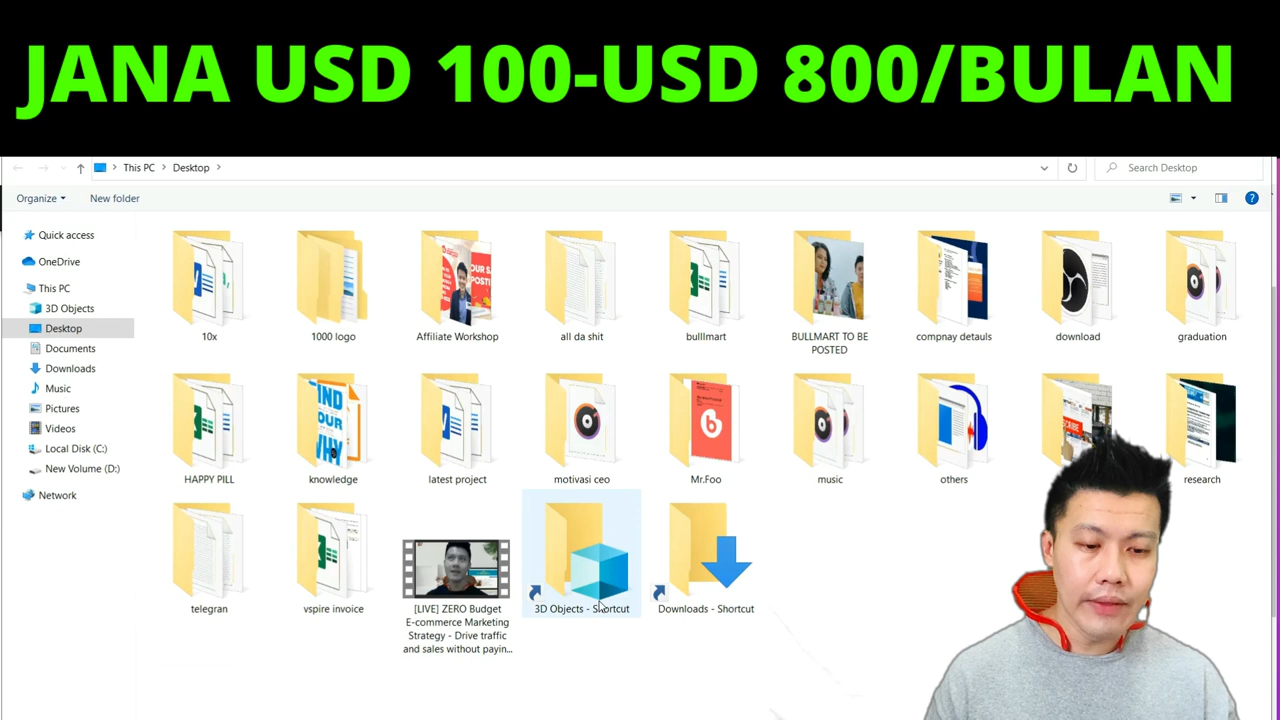 JANA USD 100-USD 800/BULAN
This PC > Desktop >
Search Desktop
Organize
New folder
Quick access
OneDrive
This PC
3D Objects
Desktop
Documents
Downloads
Music
Pictures
Videos
Local Disk (C:)
New Volume (D:)
Network
10x
1000 logo
Affiliate Workshop
all da shit
bulllmart
BULLMART TO BE
POSTED
compnay detauls
download
graduation
HAPPY PILL
knowledge
latest project
motivasi ceo
Mr.Foo
music
others
research
telegran
vspire invoice
[LIVE] ZERO Budget
E-commerce Marketing
Strategy - Drive traffic
and sales without payin...
3D Objects - Shortcut
Downloads - Shortcut